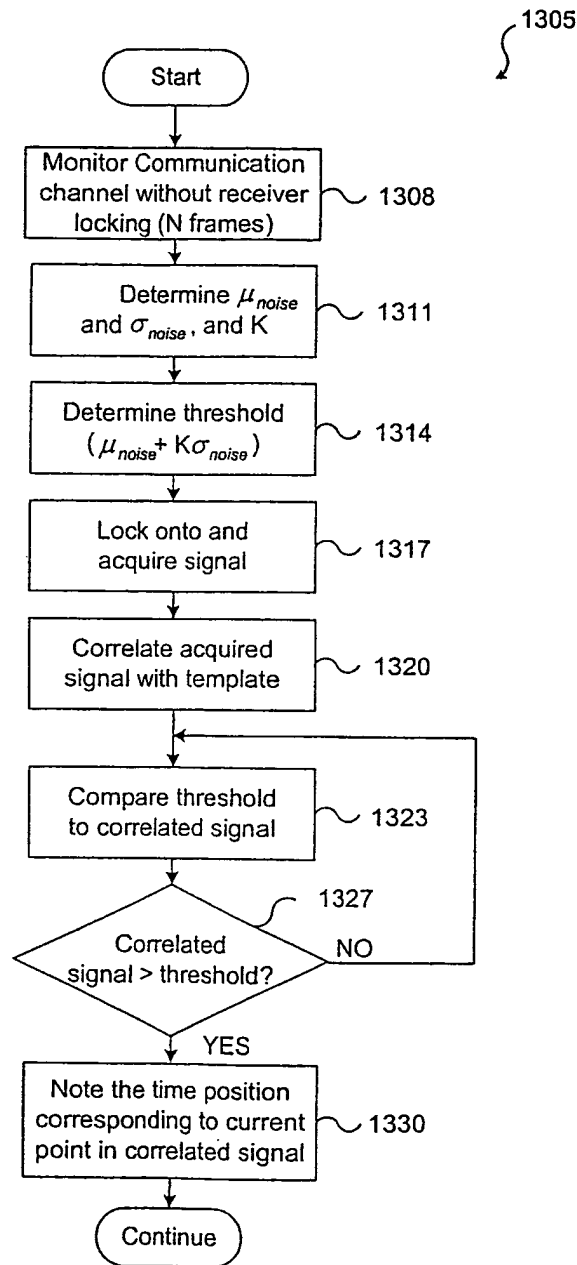 1305
Start
Monitor Communication
channel without receiver
locking (N frames)
1308
Determine μnoise
and σnoise, and K
1311
Determine threshold
(μnoise + Kσnoise)
1314
Lock onto and
acquire signal
1317
Correlate acquired
signal with template
1320
Compare threshold
to correlated signal
1323
1327
Correlated
signal > threshold?
NO
YES
Note the time position
corresponding to current
point in correlated signal
1330
Continue